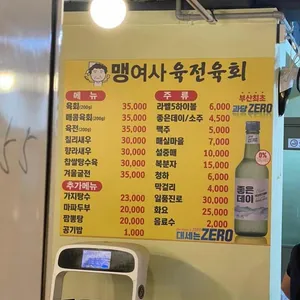 맹여사육전육회
메뉴
육회(200g) 35,000
매콤육회(200g) 35,000
육전(200g) 35,000
칠리새우 30,000
향라새우 30,000
찹쌀탕수육 30,000
겨울굴전 35,000
추가메뉴
가지탕수 23,000
마파두부 20,000
짬뽕탕 20,000
공기밥 1,000
주류
라벨5하이볼 6,000
좋은데이/소주 4,500
맥주 5,000
매실마을 7,000
설중매 10,000
복분자 15,000
청하 6,000
막걸리 4,000
일품진로 30,000
화요 25,000
음료수 2,000
부산최초
과당ZERO
좋은
데이
대세는ZERO